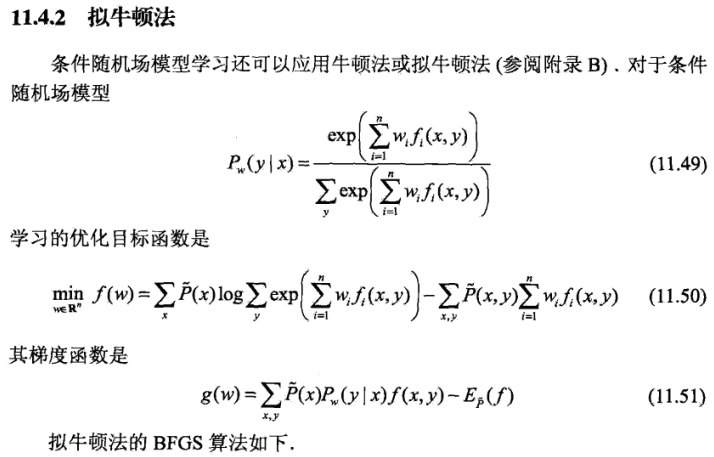 11.4.2 拟牛顿法
条件随机场模型学习还可以应用牛顿法或拟牛顿法 (参阅附录 B) . 对于条件
随机场模型
P_w(y|x) = \frac{\exp\left(\sum_{i=1}^{n} w_i f_i(x,y)\right)}{\sum_y \exp\left(\sum_{i=1}^{n} w_i f_i(x,y)\right)} (11.49)
学习的优化目标函数是
\min_{w \in \mathbf{R}^n} f(w) = \sum_x \tilde{P}(x) \log \sum_y \exp\left(\sum_{i=1}^{n} w_i f_i(x,y)\right) - \sum_{x,y} \tilde{P}(x,y) \sum_{i=1}^{n} w_i f_i(x,y) (11.50)
其梯度函数是
g(w) = \sum_{x,y} \tilde{P}(x) P_w(y|x) f(x,y) - E_{\tilde{P}}(f) (11.51)
拟牛顿法的 BFGS 算法如下.